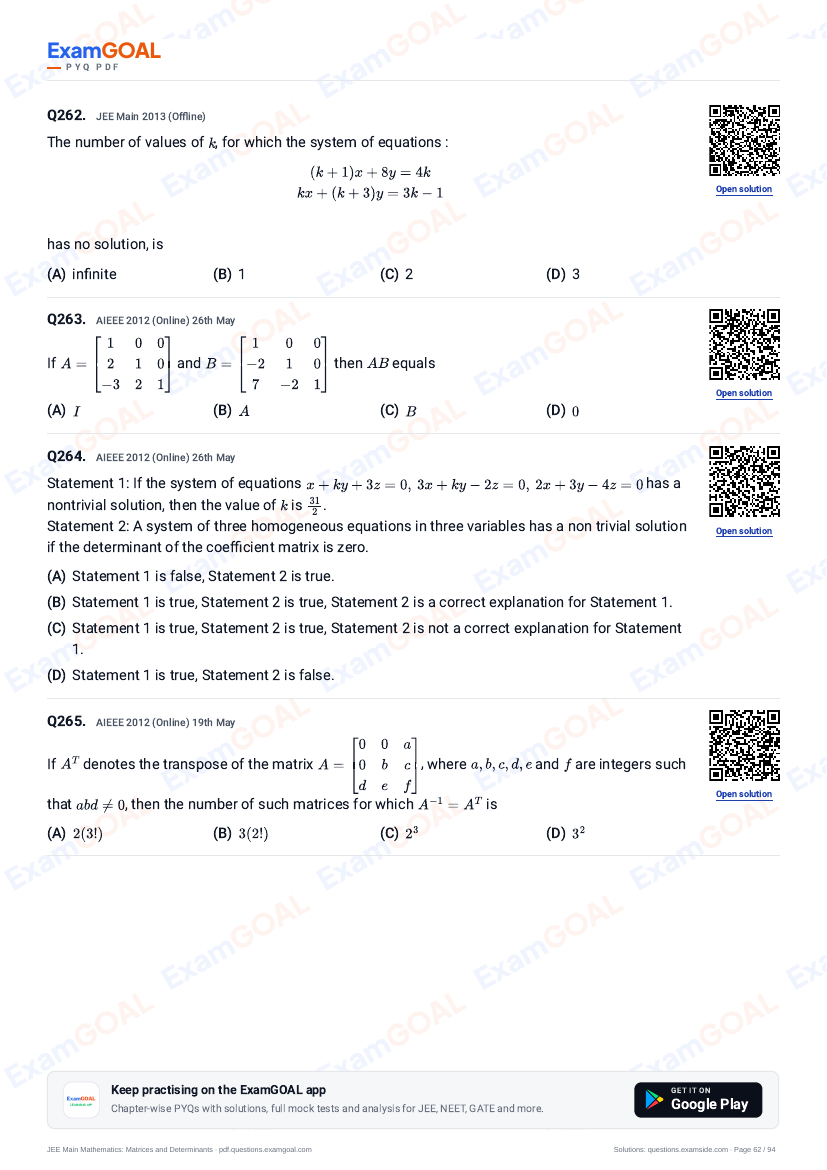 ExamGOAL
PYQ PDF
Q262. JEE Main 2013 (Offline)
The number of values of k, for which the system of equations :
(k + 1)x + 8y = 4k
kx + (k + 3)y = 3k − 1
Open solution
has no solution, is
(A) infinite (B) 1 (C) 2 (D) 3
Q263. AIEEE 2012 (Online) 26th May
If A = [1 0 0; 2 1 0; −3 2 1] and B = [1 0 0; −2 1 0; 7 −2 1] then AB equals
Open solution
(A) I (B) A (C) B (D) 0
Q264. AIEEE 2012 (Online) 26th May
Statement 1: If the system of equations x + ky + 3z = 0, 3x + ky − 2z = 0, 2x + 3y − 4z = 0 has a
nontrivial solution, then the value of k is 31/2.
Statement 2: A system of three homogeneous equations in three variables has a non trivial solution
if the determinant of the coefficient matrix is zero.
Open solution
(A) Statement 1 is false, Statement 2 is true.
(B) Statement 1 is true, Statement 2 is true, Statement 2 is a correct explanation for Statement 1.
(C) Statement 1 is true, Statement 2 is true, Statement 2 is not a correct explanation for Statement
1.
(D) Statement 1 is true, Statement 2 is false.
Q265. AIEEE 2012 (Online) 19th May
If A^T denotes the transpose of the matrix A = [0 0 a; 0 b c; d e f], where a, b, c, d, e and f are integers such
that abd ≠ 0, then the number of such matrices for which A^−1 = A^T is
Open solution
(A) 2(3!) (B) 3(2!) (C) 2^3 (D) 3^2
Keep practising on the ExamGOAL app
Chapter-wise PYQs with solutions, full mock tests and analysis for JEE, NEET, GATE and more.
GET IT ON
Google Play
JEE Main Mathematics: Matrices and Determinants · pdf.questions.examgoal.com
Solutions: questions.examside.com · Page 62 / 94